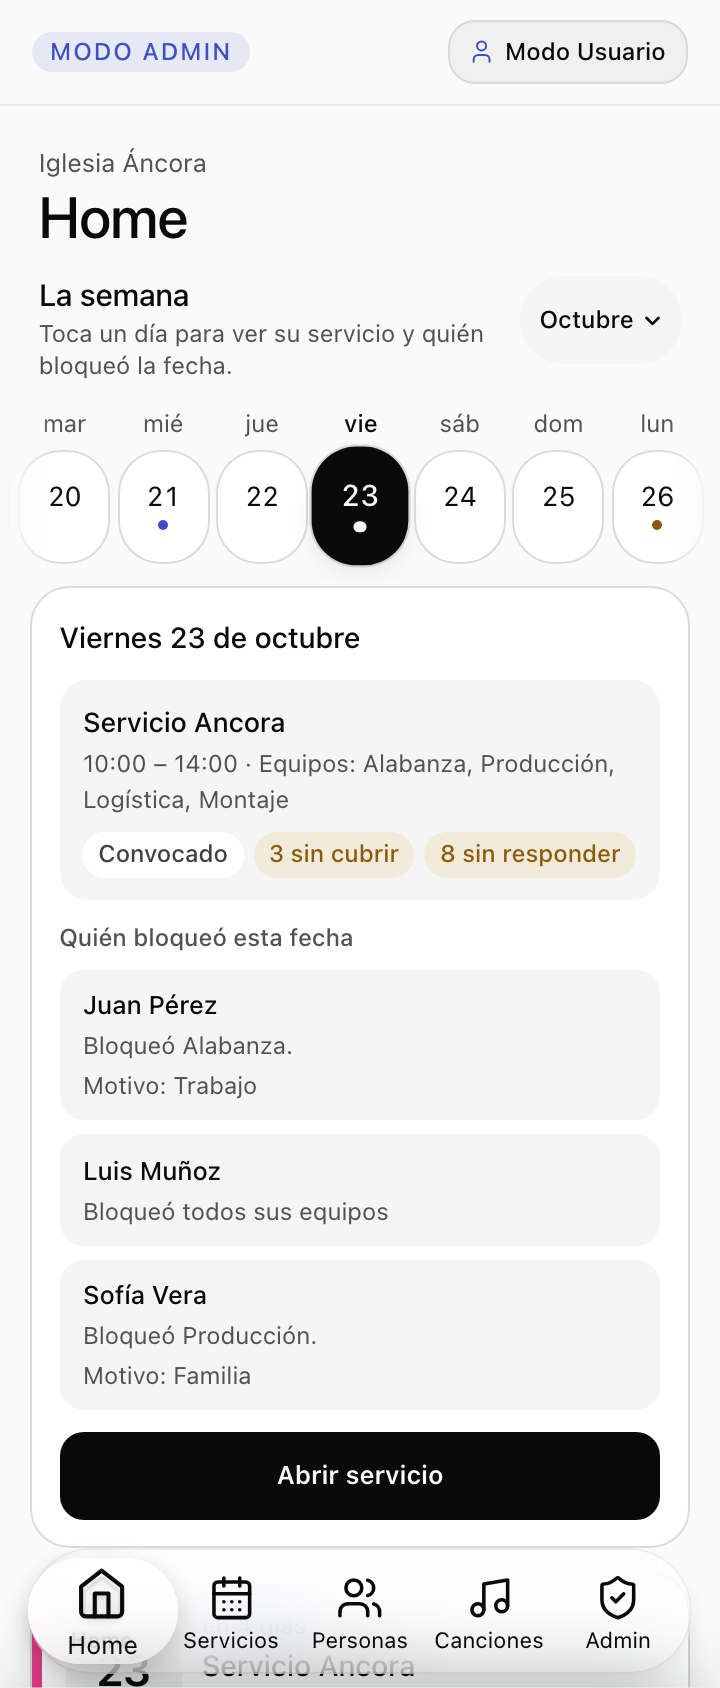 MODO ADMIN
Modo Usuario
Iglesia Áncora
Home
La semana
Toca un día para ver su servicio y quién
bloqueó la fecha.
Octubre
mar mié jue vie sáb dom lun
20 21 22 23 24 25 26
Viernes 23 de octubre
Servicio Ancora
10:00 – 14:00 · Equipos: Alabanza, Producción,
Logística, Montaje
Convocado 3 sin cubrir 8 sin responder
Quién bloqueó esta fecha
Juan Pérez
Bloqueó Alabanza.
Motivo: Trabajo
Luis Muñoz
Bloqueó todos sus equipos
Sofía Vera
Bloqueó Producción.
Motivo: Familia
Abrir servicio
Home Servicios Personas Canciones Admin
23 Servicio Ancora